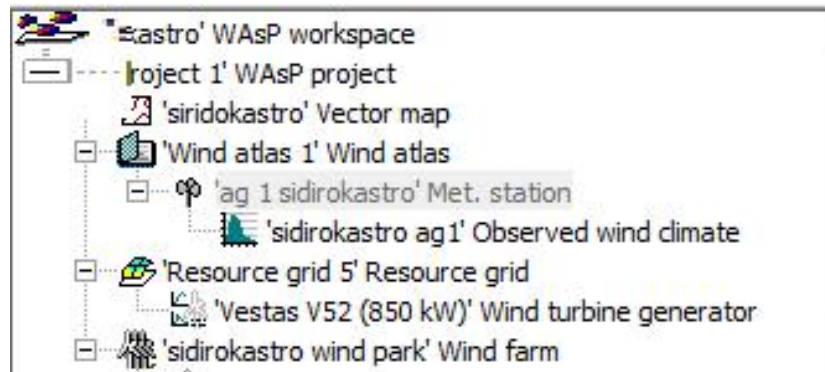 astro' WAsP workspace
roject 1' WAsP project
'siridokastro' Vector map
'Wind atlas 1' Wind atlas
'ag 1 sidirokastro' Met. station
'sidirokastro ag1' Observed wind climate
'Resource grid 5' Resource grid
'Vestas V52 (850 kW)' Wind turbine generator
'sidirokastro wind park' Wind farm